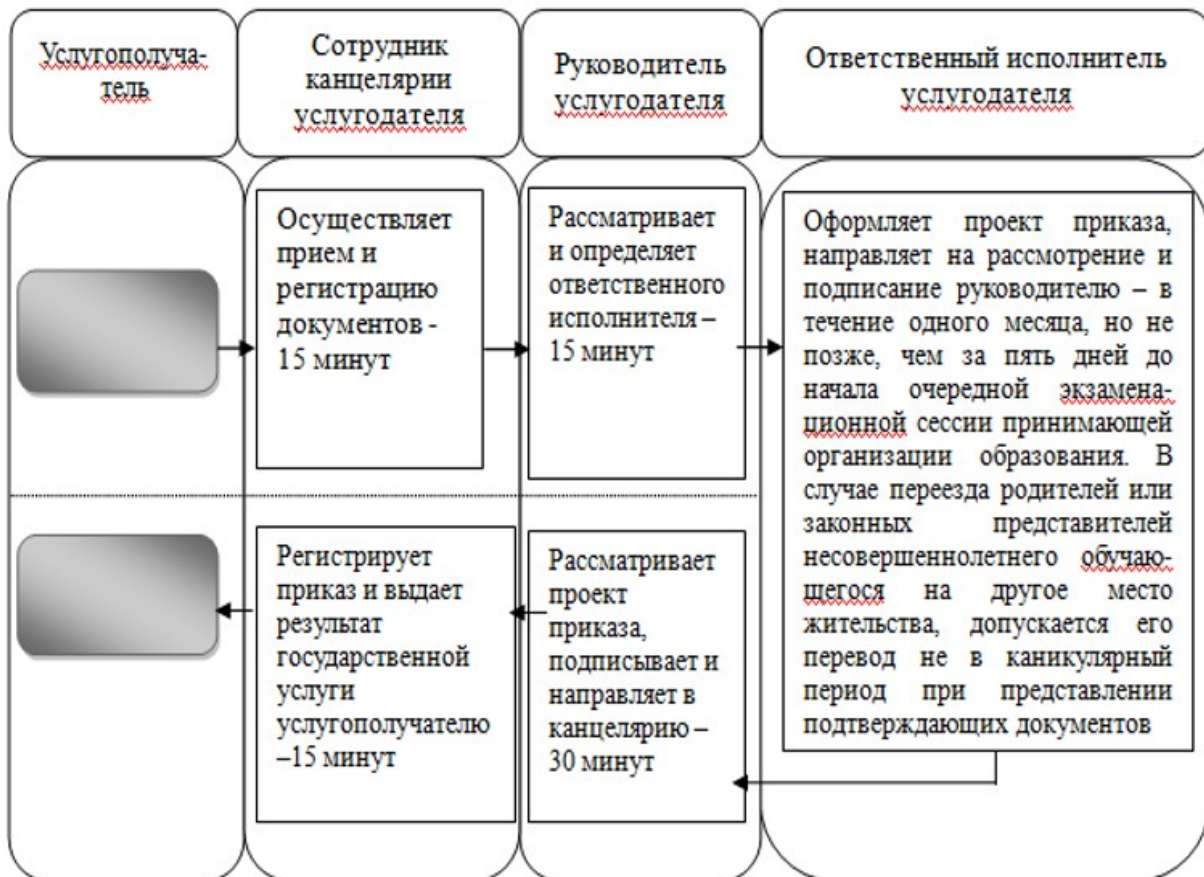 Услугополуча-
тель
Сотрудник
канцелярии
услугодателя
Руководитель
услугодателя
Ответственный исполнитель
услугодателя
Осуществляет
прием и
регистрацию
документов -
15 минут
Рассматривает
и определяет
ответственного
исполнителя –
15 минут
Оформляет проект приказа,
направляет на рассмотрение и
подписание руководителю – в
течение одного месяца, но не
позже, чем за пять дней до
начала очередной экзамена-
ционной сессии принимающей
организации образования. В
случае переезда родителей или
законных представителей
несовершеннолетнего обучаю-
щегося на другое место
жительства, допускается его
перевод не в каникулярный
период при представлении
подтверждающих документов
Регистрирует
приказ и выдает
результат
государственной
услуги
услугополучателю
–15 минут
Рассматривает
проект
приказа,
подписывает и
направляет в
канцелярию –
30 минут